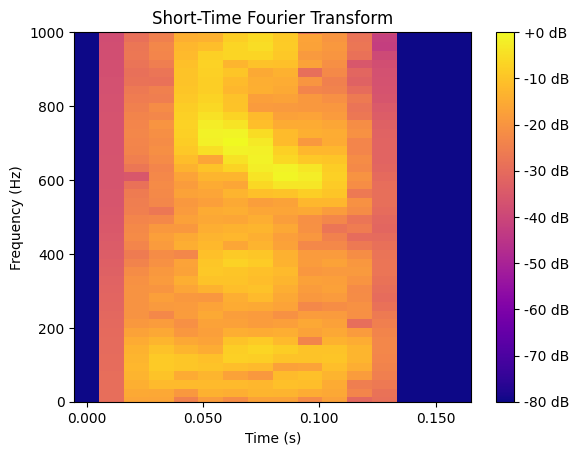 Short-Time Fourier Transform
1000
800
600
400
200
0
Frequency (Hz)
0.000
0.050
0.100
0.150
Time (s)
+0 dB
-10 dB
-20 dB
-30 dB
-40 dB
-50 dB
-60 dB
-70 dB
-80 dB